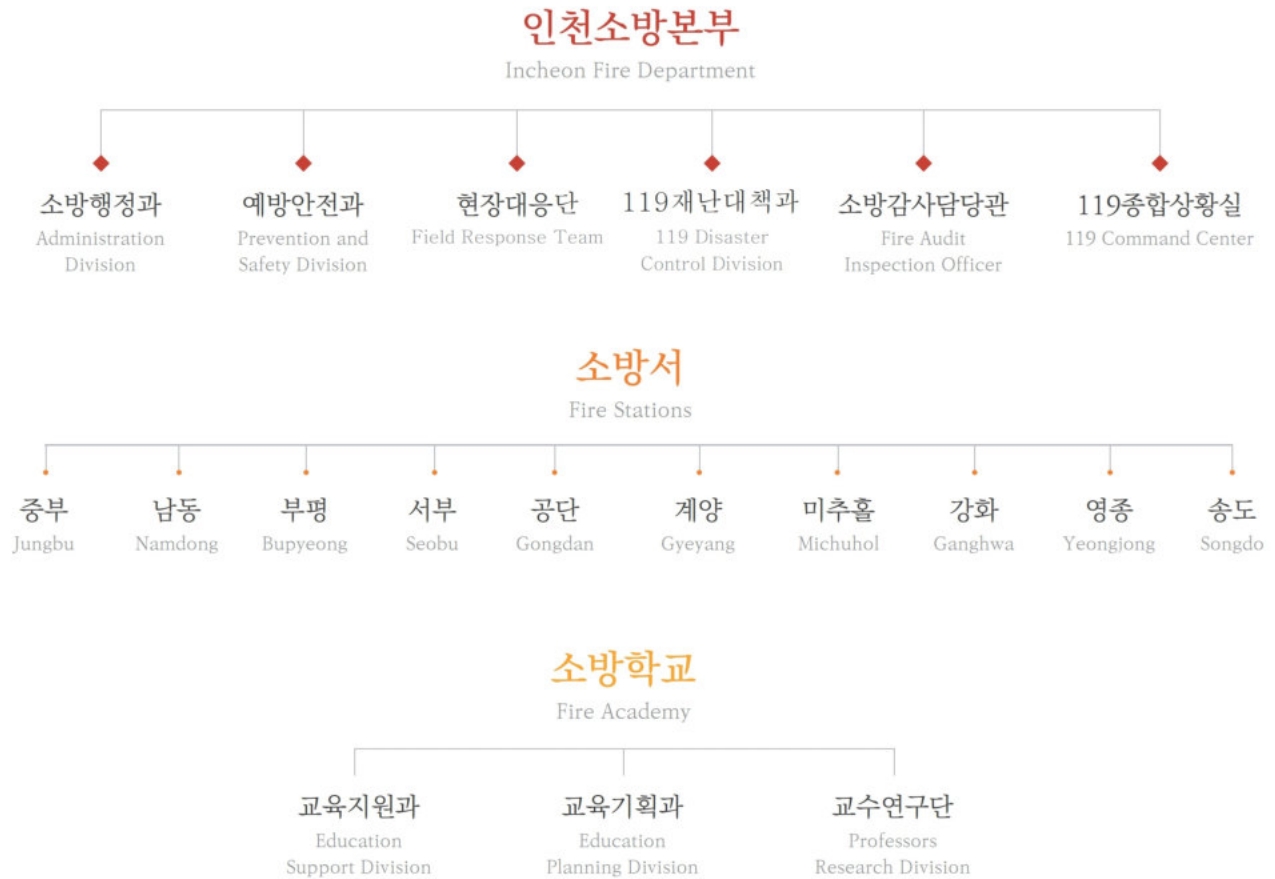 인천소방본부
Incheon Fire Department
소방행정과
Administration
Division
예방안전과
Prevention and
Safety Division
현장대응단
Field Response Team
119재난대책과
119 Disaster
Control Division
소방감사담당관
Fire Audit
Inspection Officer
119종합상황실
119 Command Center
소방서
Fire Stations
중부
Jungbu
남동
Namdong
부평
Bupyeong
서부
Seobu
공단
Gongdan
계양
Gyeyang
미추홀
Michuhol
강화
Ganghwa
영종
Yeongjong
송도
Songdo
소방학교
Fire Academy
교육지원과
Education
Support Division
교육기획과
Education
Planning Division
교수연구단
Professors
Research Division